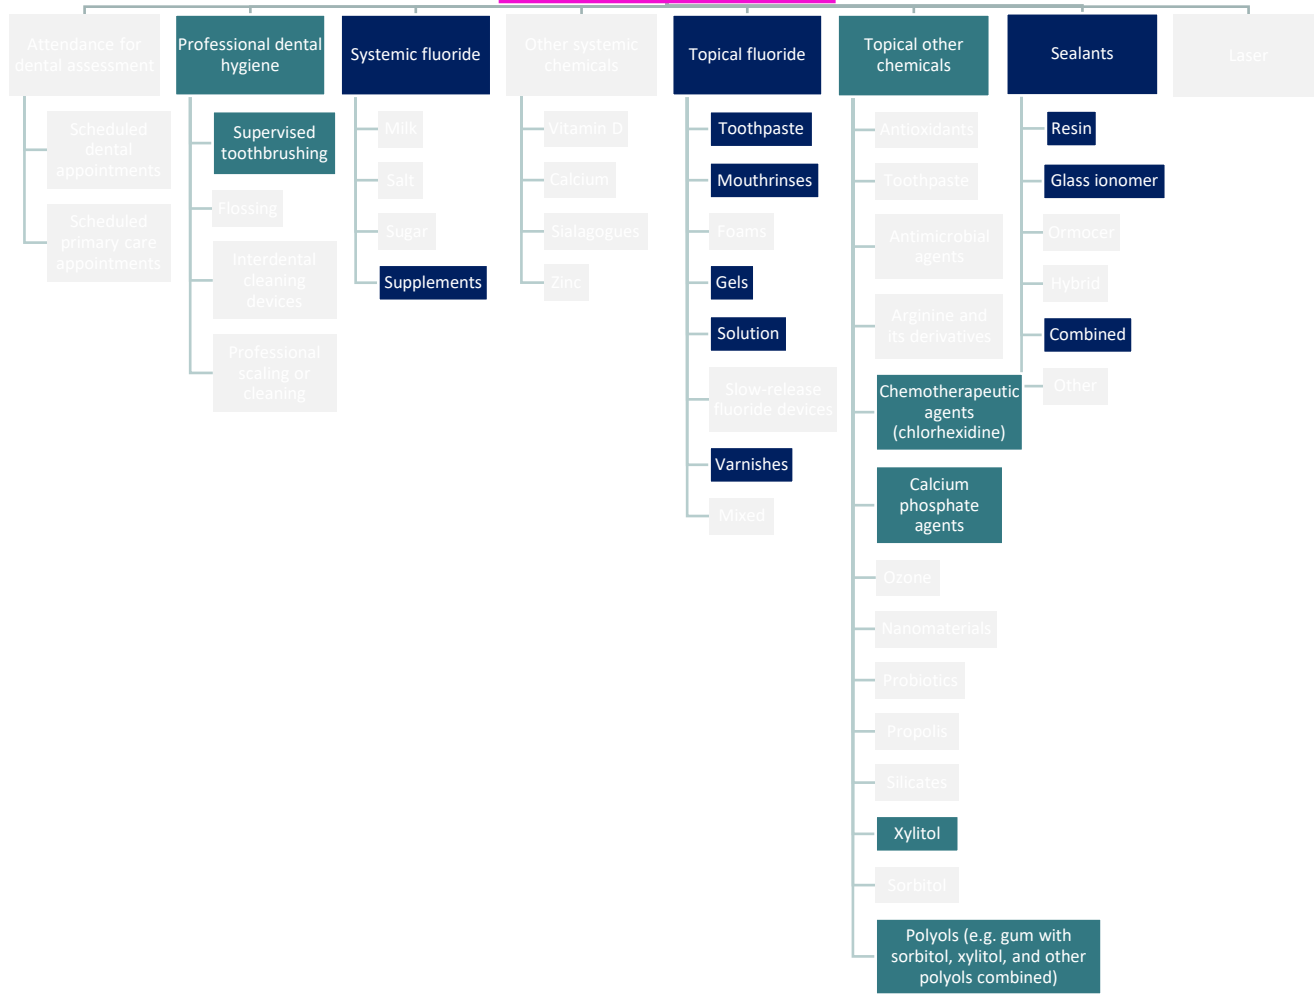 Attendance for
dental assessment
Scheduled
dental
appointments
Scheduled
primary care
appointments
Professional dental
hygiene
Supervised
toothbrushing
Flossing
Interdental
cleaning
devices
Professional
scaling or
cleaning
Systemic fluoride
Milk
Salt
Sugar
Supplements
Other systemic
chemicals
Vitamin D
Calcium
Sialagogues
Zinc
Topical fluoride
Toothpaste
Mouthrinses
Foams
Gels
Solution
Slow-release
fluoride devices
Varnishes
Mixed
Topical other
chemicals
Antioxidants
Toothpaste
Antimicrobial
agents
Arginine and
its derivatives
Chemotherapeutic
agents
(chlorhexidine)
Calcium
phosphate
agents
Ozone
Nanomaterials
Probiotics
Propolis
Silicates
Xylitol
Sorbitol
Polyols (e.g. gum with
sorbitol, xylitol, and other
polyols combined)
Sealants
Resin
Glass ionomer
Ormocer
Hybrid
Combined
Other
Laser